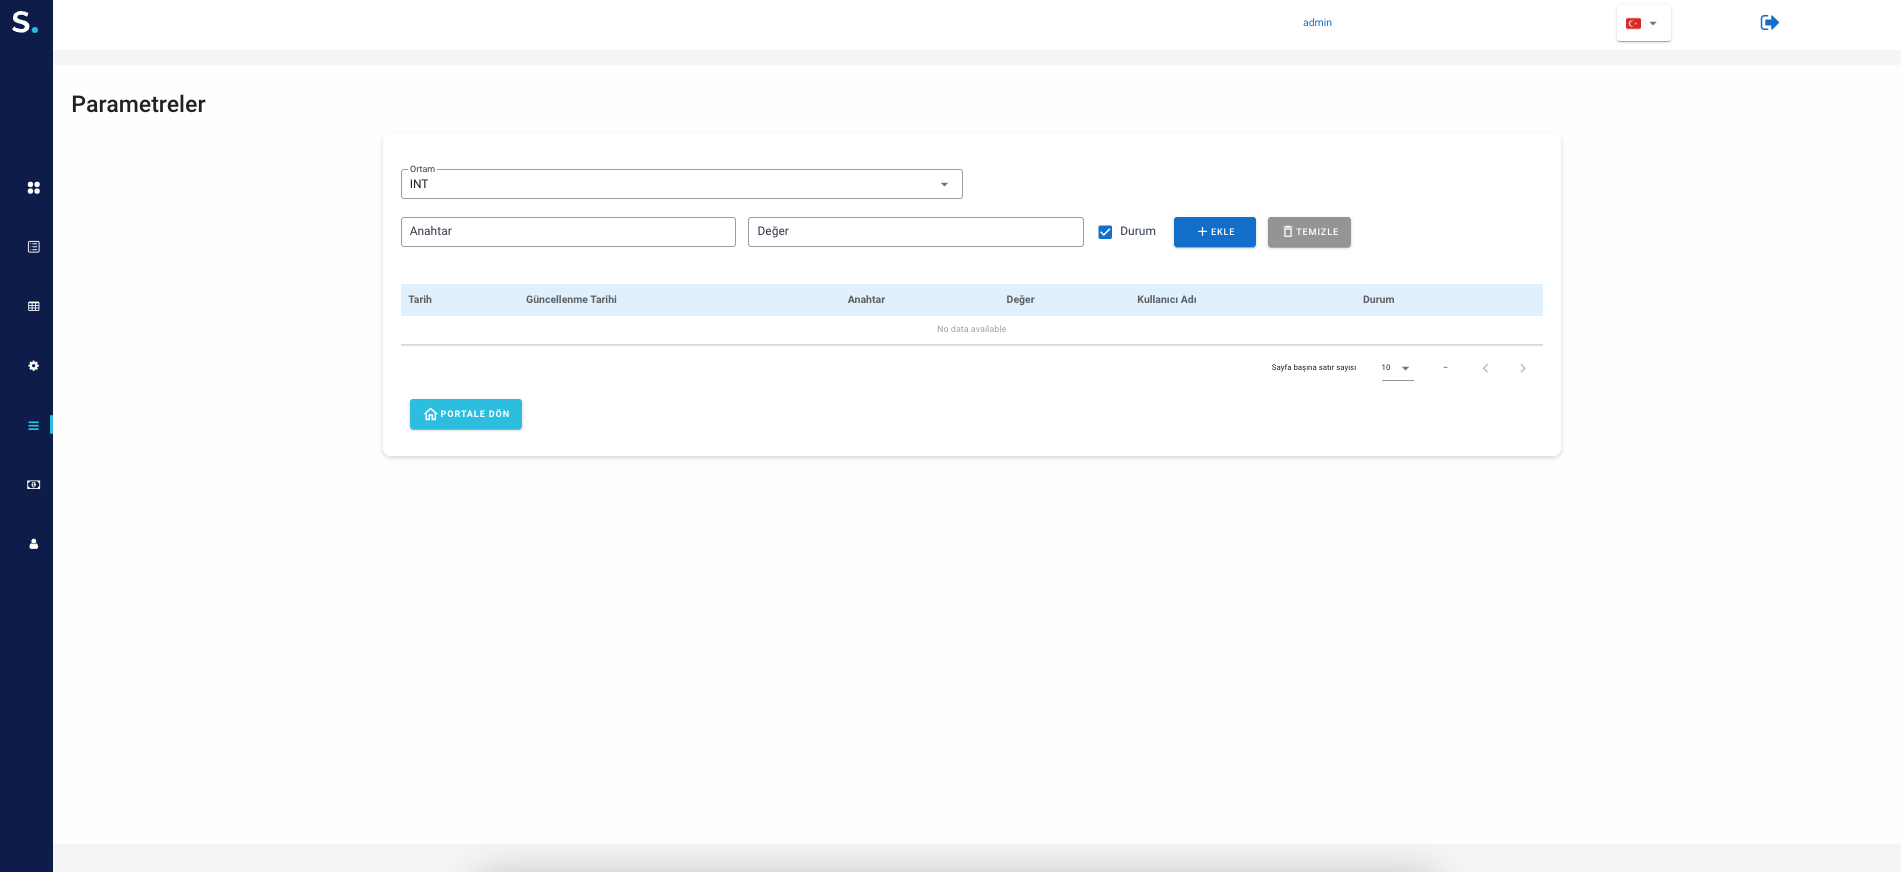 S.
admin
Parametreler
Ortam
INT
Anahtar Değer Durum EKLE TEMIZLE
Tarih Güncellenme Tarihi Anahtar Değer Kullanıcı Adı Durum
No data available
Sayfa başına satır sayısı 10 –
PORTALE DÖN